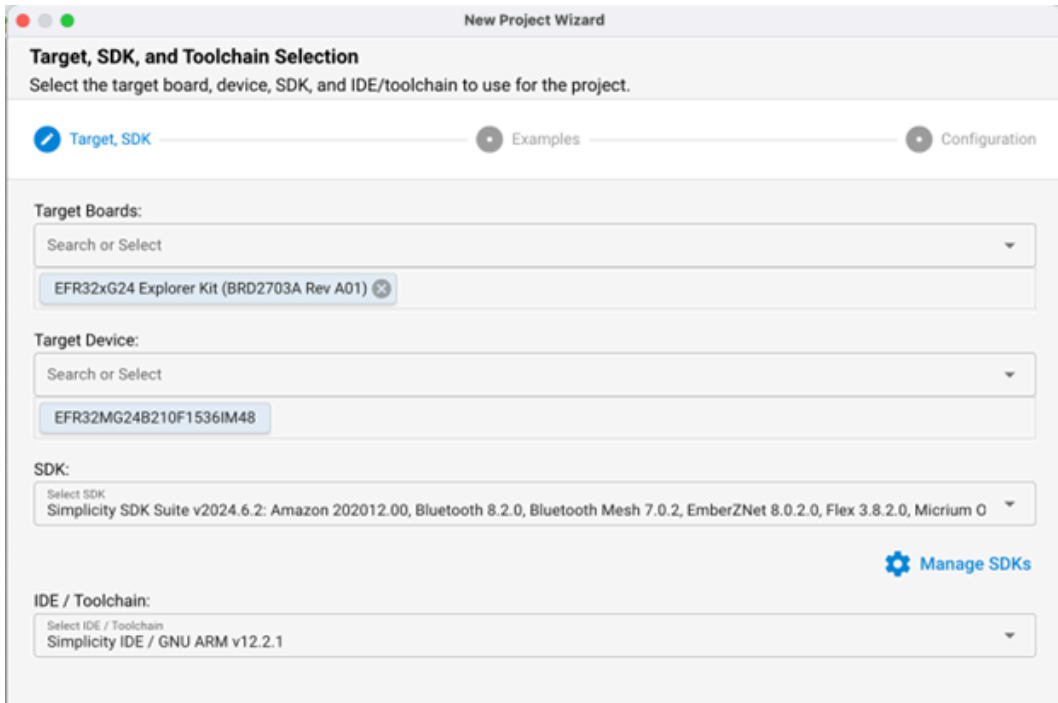 New Project Wizard
Target, SDK, and Toolchain Selection
Select the target board, device, SDK, and IDE/toolchain to use for the project.
Target, SDK
Examples
Configuration
Target Boards:
Search or Select
EFR32xG24 Explorer Kit (BRD2703A Rev A01)
Target Device:
Search or Select
EFR32MG24B210F1536IM48
SDK:
Select SDK
Simplicity SDK Suite v2024.6.2: Amazon 202012.00, Bluetooth 8.2.0, Bluetooth Mesh 7.0.2, EmberZNet 8.0.2.0, Flex 3.8.2.0, Micrium O
Manage SDKs
IDE / Toolchain:
Select IDE / Toolchain
Simplicity IDE / GNU ARM v12.2.1